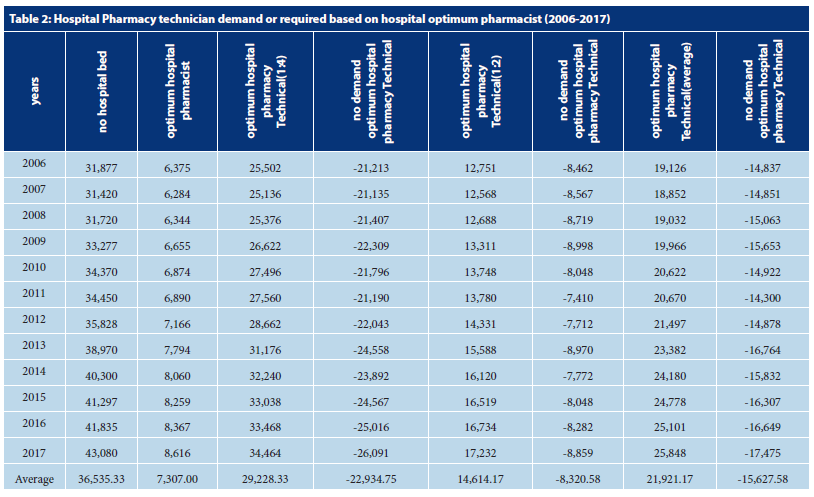 Table 2: Hospital Pharmacy technician demand or required based on hospital optimum pharmacist (2006-2017)
years | no hospital bed | optimum hospital pharmacist | optimum hospital pharmacy Technical(1:4) | no demand optimum hospital pharmacy Technical | optimum hospital pharmacy Technical(1:2) | no demand optimum hospital pharmacy Technical | optimum hospital pharmacy Technical(average) | no demand optimum hospital pharmacy Technical
2006 | 31,877 | 6,375 | 25,502 | -21,213 | 12,751 | -8,462 | 19,126 | -14,837
2007 | 31,420 | 6,284 | 25,136 | -21,135 | 12,568 | -8,567 | 18,852 | -14,851
2008 | 31,720 | 6,344 | 25,376 | -21,407 | 12,688 | -8,719 | 19,032 | -15,063
2009 | 33,277 | 6,655 | 26,622 | -22,309 | 13,311 | -8,998 | 19,966 | -15,653
2010 | 34,370 | 6,874 | 27,496 | -21,796 | 13,748 | -8,048 | 20,622 | -14,922
2011 | 34,450 | 6,890 | 27,560 | -21,190 | 13,780 | -7,410 | 20,670 | -14,300
2012 | 35,828 | 7,166 | 28,662 | -22,043 | 14,331 | -7,712 | 21,497 | -14,878
2013 | 38,970 | 7,794 | 31,176 | -24,558 | 15,588 | -8,970 | 23,382 | -16,764
2014 | 40,300 | 8,060 | 32,240 | -23,892 | 16,120 | -7,772 | 24,180 | -15,832
2015 | 41,297 | 8,259 | 33,038 | -24,567 | 16,519 | -8,048 | 24,778 | -16,307
2016 | 41,835 | 8,367 | 33,468 | -25,016 | 16,734 | -8,282 | 25,101 | -16,649
2017 | 43,080 | 8,616 | 34,464 | -26,091 | 17,232 | -8,859 | 25,848 | -17,475
Average | 36,535.33 | 7,307.00 | 29,228.33 | -22,934.75 | 14,614.17 | -8,320.58 | 21,921.17 | -15,627.58